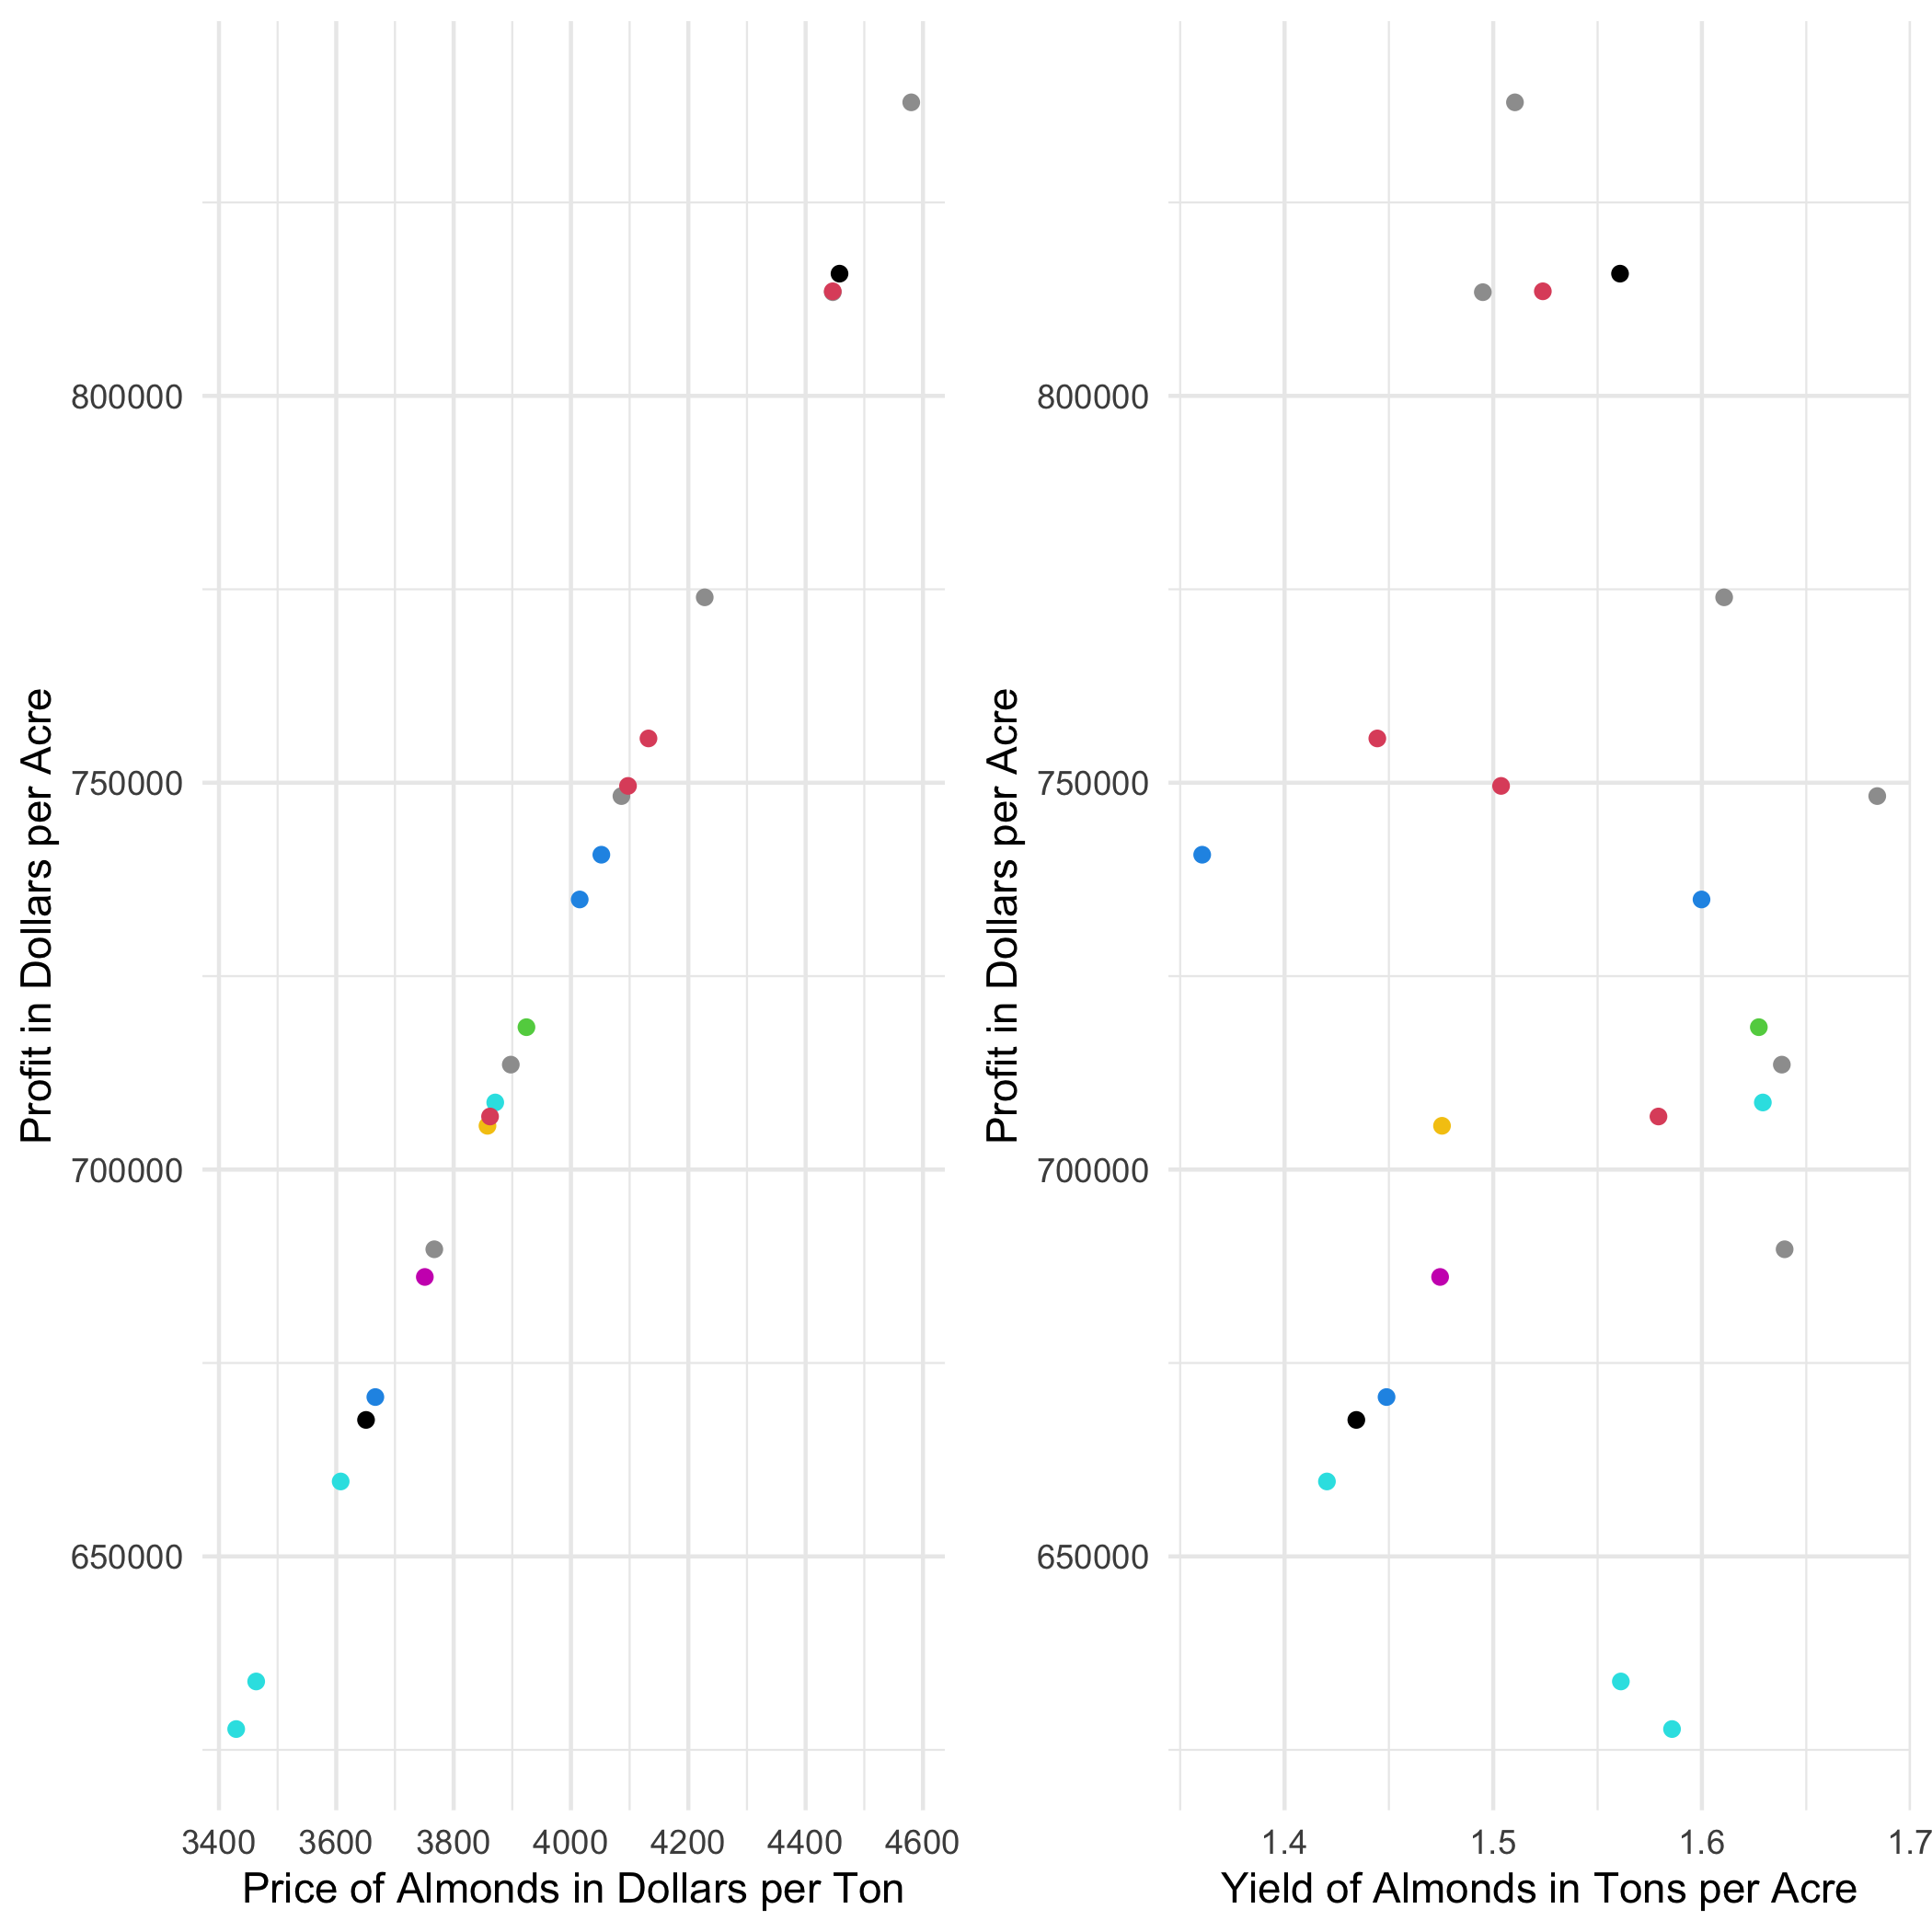 Profit in Dollars per Acre
800000
750000
700000
650000
3400 3600 3800 4000 4200 4400 4600
Price of Almonds in Dollars per Ton
Profit in Dollars per Acre
800000
750000
700000
650000
1.4 1.5 1.6 1.7
Yield of Almonds in Tons per Acre